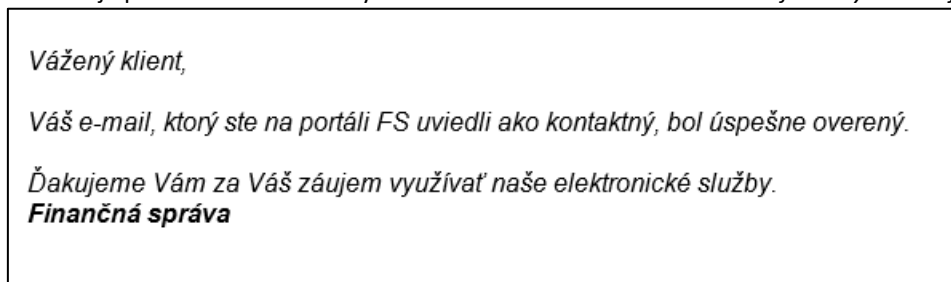 Vážený klient,
Váš e-mail, ktorý ste na portáli FS uviedli ako kontaktný, bol úspešne overený.
Ďakujeme Vám za Váš záujem využívať naše elektronické služby.
Finančná správa